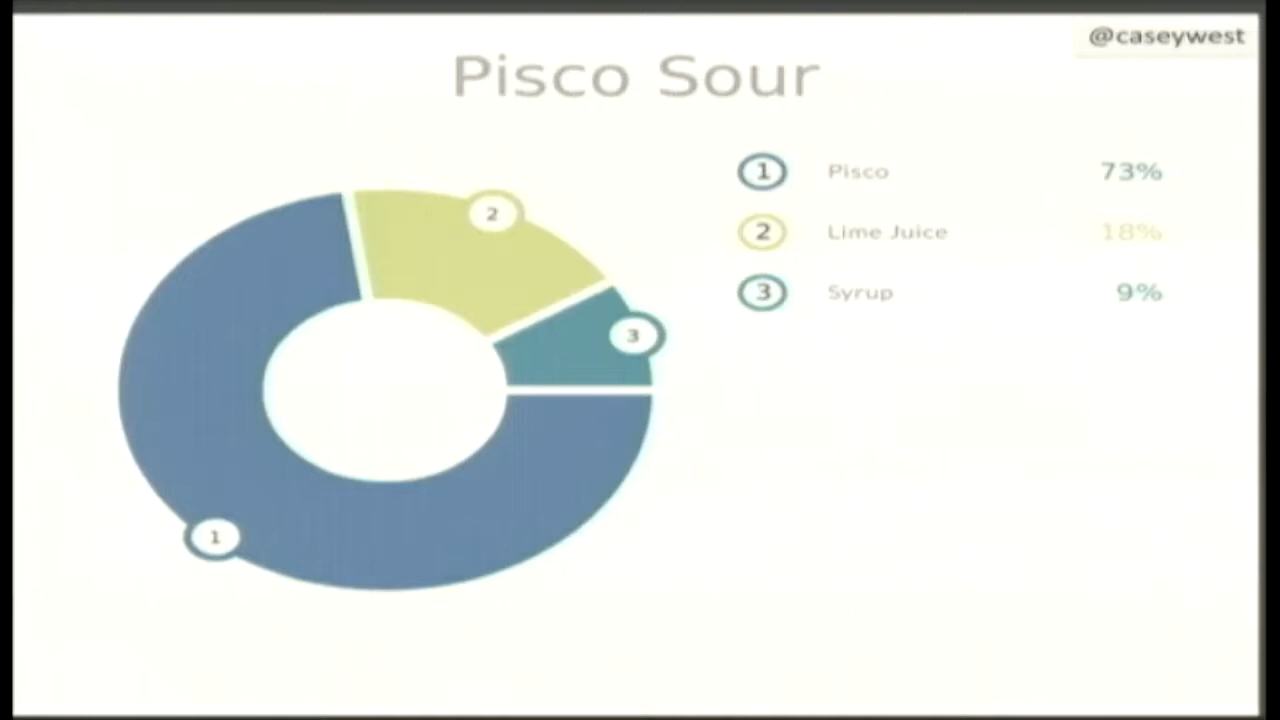 @caseywest
Pisco Sour
1 Pisco 73%
2 Lime Juice 18%
3 Syrup 9%
2
3
1